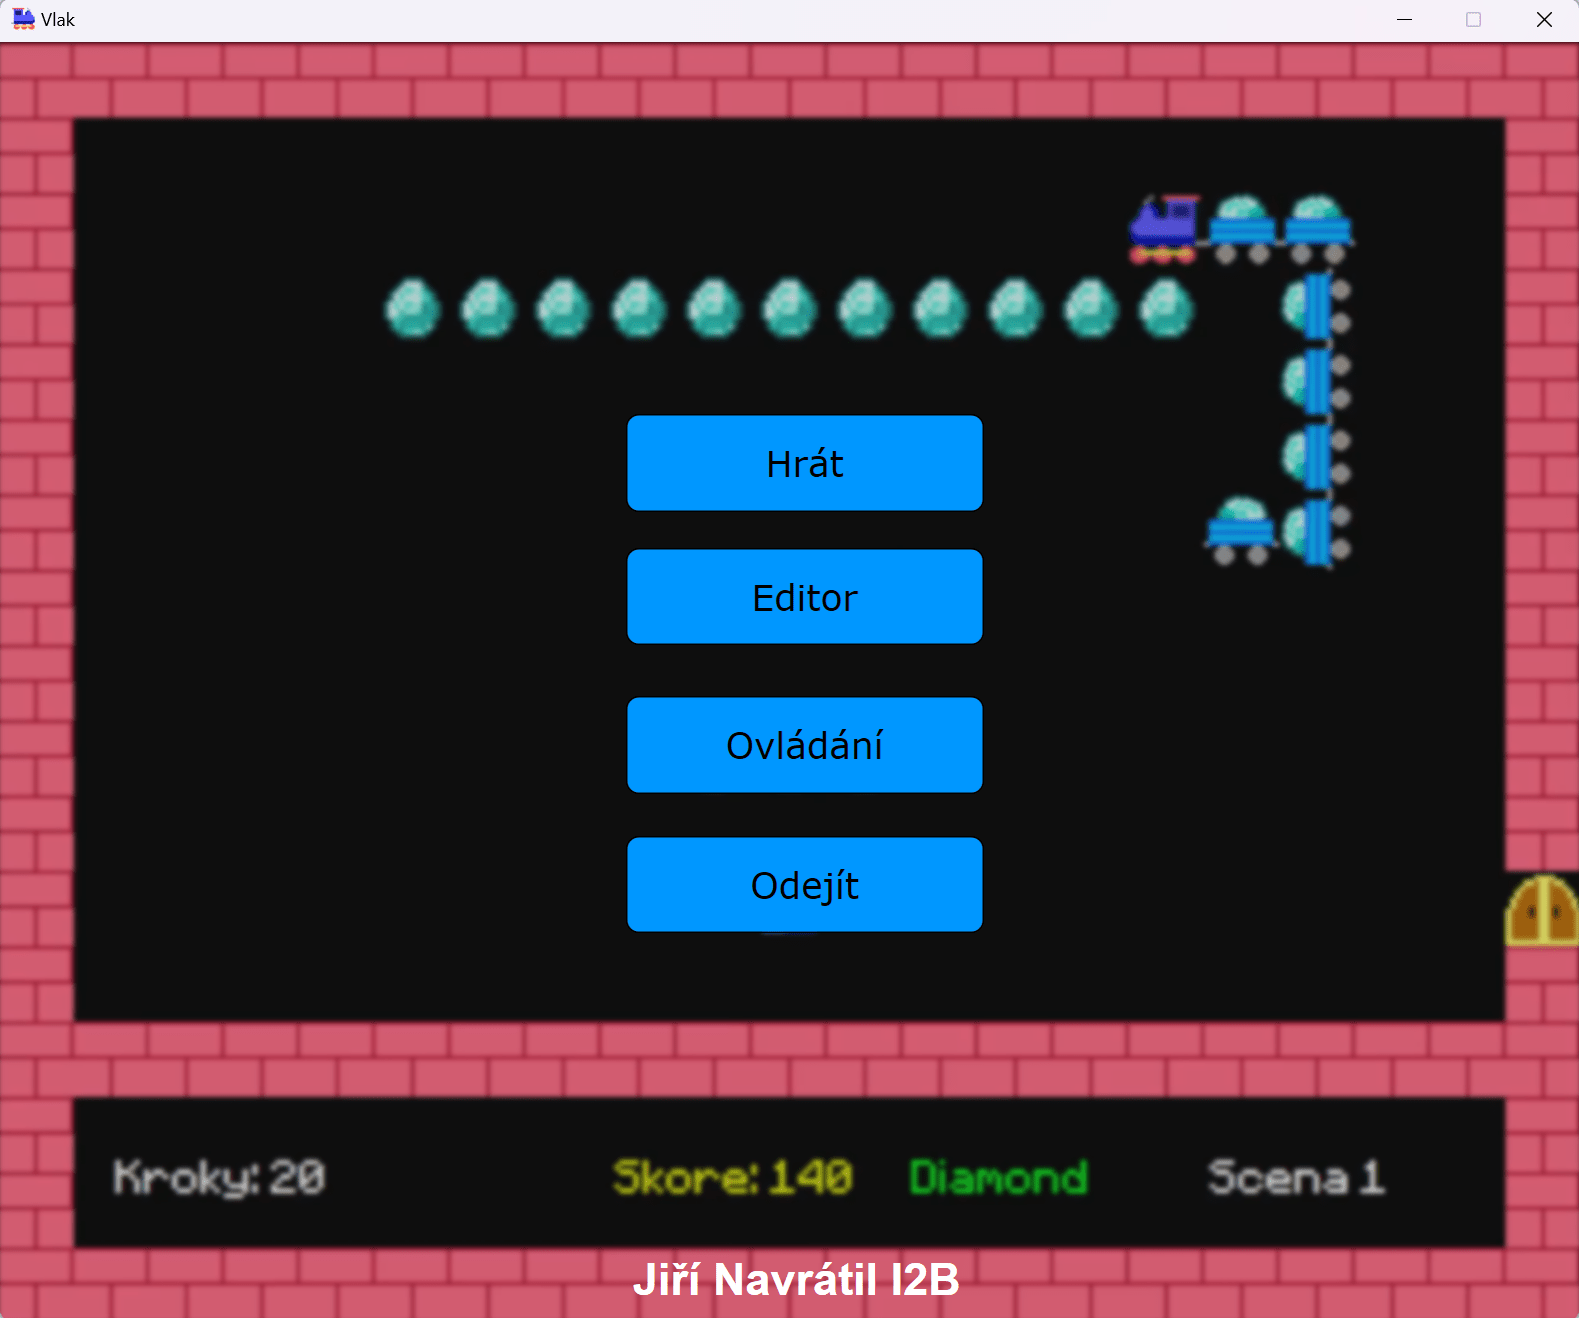 Vlak
Hrát
Editor
Ovládání
Odejít
Kroky: 20 Skore: 140 Diamond Scena 1
Jiří Navrátil I2B